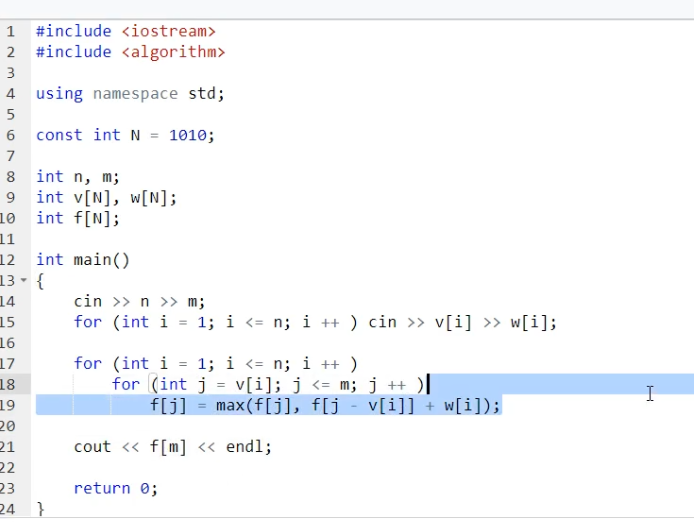 1 #include <iostream>
2 #include <algorithm>
3
4 using namespace std;
5
6 const int N = 1010;
7
8 int n, m;
9 int v[N], w[N];
10 int f[N];
11
12 int main()
13 {
14     cin >> n >> m;
15     for (int i = 1; i <= n; i ++ ) cin >> v[i] >> w[i];
16
17     for (int i = 1; i <= n; i ++ )
18         for (int j = v[i]; j <= m; j ++ )
19             f[j] = max(f[j], f[j - v[i]] + w[i]);
20
21     cout << f[m] << endl;
22
23     return 0;
24 }